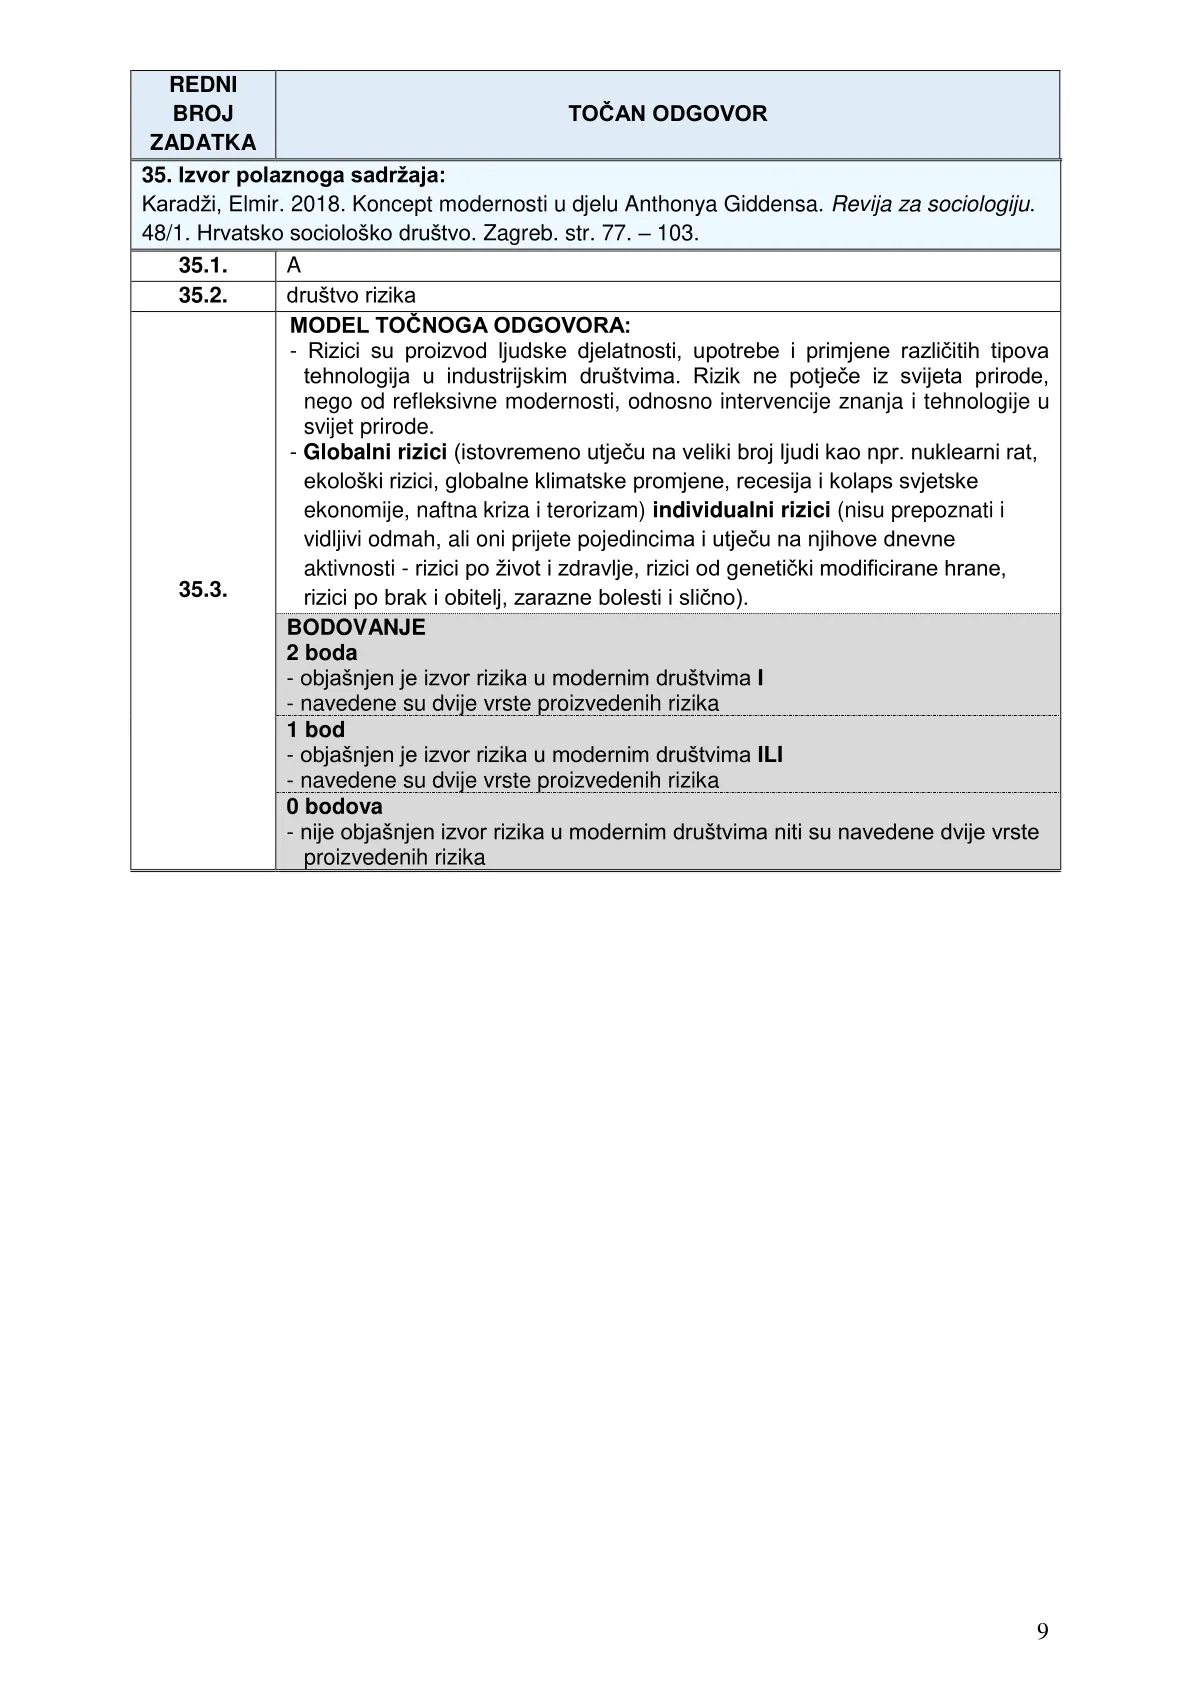 REDNI
BROJ
ZADATKA
TOČAN ODGOVOR
35. Izvor polaznoga sadržaja:
Karadži, Elmir. 2018. Koncept modernosti u djelu Anthonya Giddensa. Revija za sociologiju.
48/1. Hrvatsko sociološko društvo. Zagreb. str. 77. – 103.
35.1.
A
35.2.
društvo rizika
35.3.
MODEL TOČNOGA ODGOVORA:
- Rizici su proizvod ljudske djelatnosti, upotrebe i primjene različitih tipova
tehnologija u industrijskim društvima. Rizik ne potječe iz svijeta prirode,
nego od refleksivne modernosti, odnosno intervencije znanja i tehnologije u
svijet prirode.
- Globalni rizici (istovremeno utječu na veliki broj ljudi kao npr. nuklearni rat,
ekološki rizici, globalne klimatske promjene, recesija i kolaps svjetske
ekonomije, naftna kriza i terorizam) individualni rizici (nisu prepoznati i
vidljivi odmah, ali oni prijete pojedincima i utječu na njihove dnevne
aktivnosti - rizici po život i zdravlje, rizici od genetički modificirane hrane,
rizici po brak i obitelj, zarazne bolesti i slično).
BODOVANJE
2 boda
- objašnjen je izvor rizika u modernim društvima I
- navedene su dvije vrste proizvedenih rizika
1 bod
- objašnjen je izvor rizika u modernim društvima ILI
- navedene su dvije vrste proizvedenih rizika
0 bodova
- nije objašnjen izvor rizika u modernim društvima niti su navedene dvije vrste
proizvedenih rizika
9